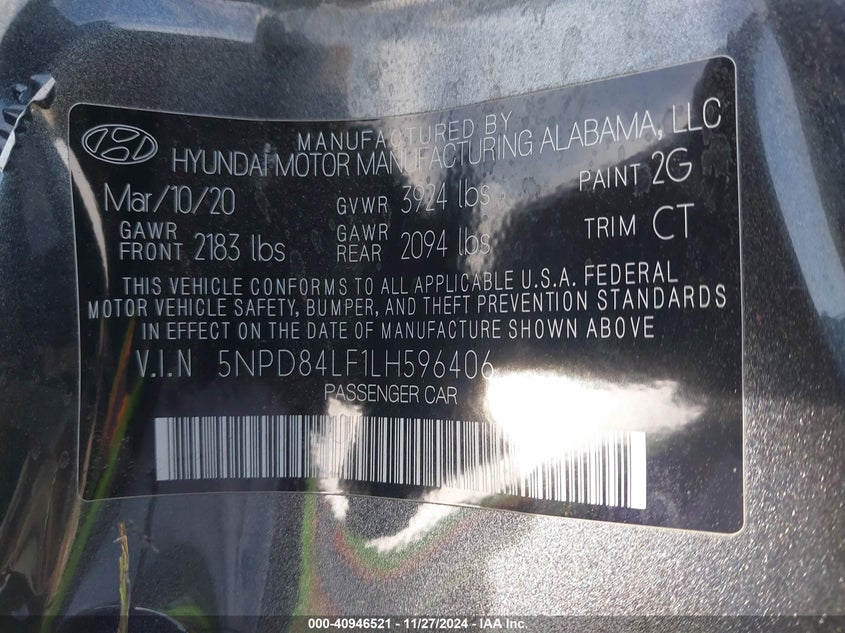 MANUFACTURED BY
HYUNDAI MOTOR MANUFACTURING ALABAMA, LLC
Mar/10/20 GVWR 3924 lbs PAINT 2G
GAWR FRONT 2183 lbs GAWR REAR 2094 lbs TRIM CT
THIS VEHICLE CONFORMS TO ALL APPLICABLE U.S.A. FEDERAL
MOTOR VEHICLE SAFETY, BUMPER, AND THEFT PREVENTION STANDARDS
IN EFFECT ON THE DATE OF MANUFACTURE SHOWN ABOVE
V.I.N 5NPD84LF1LH596406
PASSENGER CAR
000-40946521 - 11/27/2024 - IAA Inc.